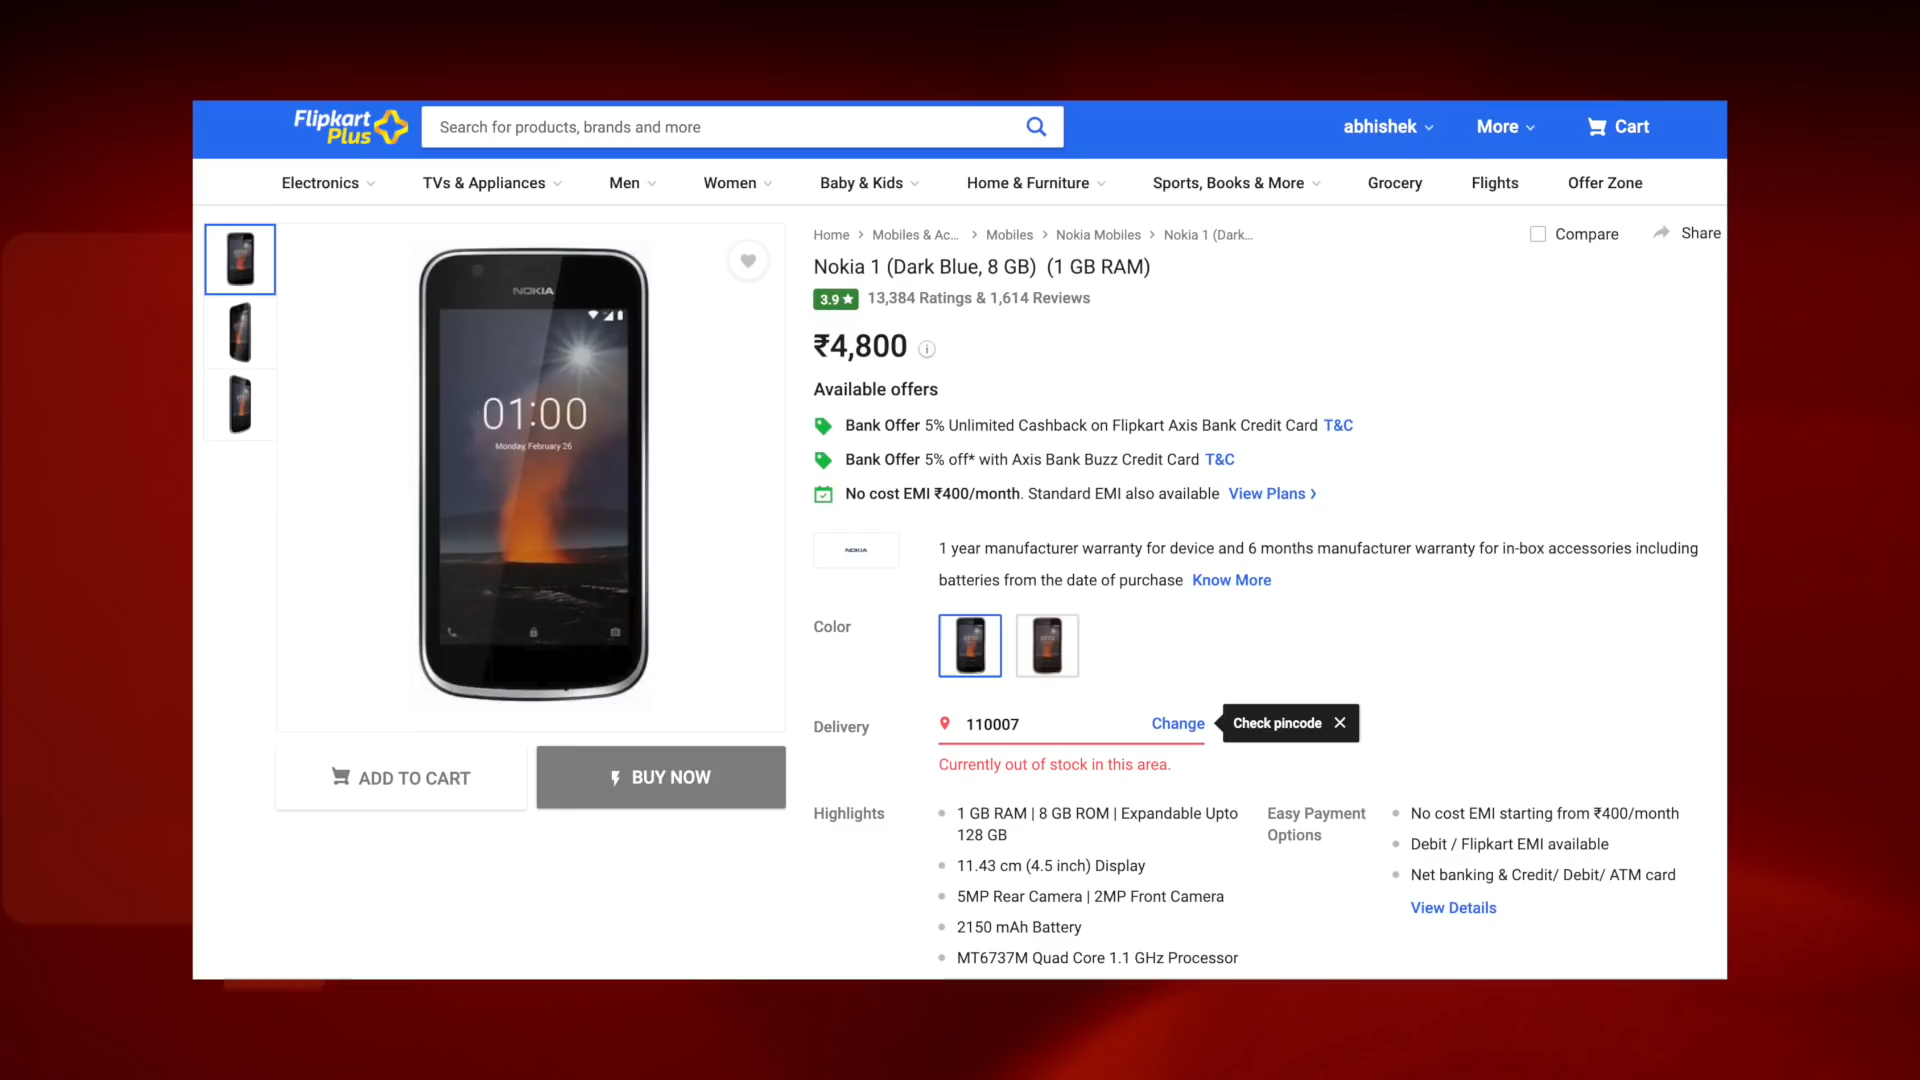 Flipkart
Plus
Search for products, brands and more
abhishek
More
Cart
Electronics
TVs & Appliances
Men
Women
Baby & Kids
Home & Furniture
Sports, Books & More
Grocery
Flights
Offer Zone
Home > Mobiles & Ac... > Mobiles > Nokia Mobiles > Nokia 1 (Dark...
Compare
Share
Nokia 1 (Dark Blue, 8 GB) (1 GB RAM)
3.9 ★ 13,384 Ratings & 1,614 Reviews
₹4,800
Available offers
Bank Offer 5% Unlimited Cashback on Flipkart Axis Bank Credit Card T&C
Bank Offer 5% off* with Axis Bank Buzz Credit Card T&C
No cost EMI ₹400/month. Standard EMI also available View Plans ›
NOKIA
1 year manufacturer warranty for device and 6 months manufacturer warranty for in-box accessories including
batteries from the date of purchase Know More
Color
Delivery
110007
Change
Check pincode ✕
Currently out of stock in this area.
NOKIA
01:00
Monday, February 26
ADD TO CART
BUY NOW
Highlights
1 GB RAM | 8 GB ROM | Expandable Upto
128 GB
11.43 cm (4.5 inch) Display
5MP Rear Camera | 2MP Front Camera
2150 mAh Battery
MT6737M Quad Core 1.1 GHz Processor
Easy Payment
Options
No cost EMI starting from ₹400/month
Debit / Flipkart EMI available
Net banking & Credit/ Debit/ ATM card
View Details